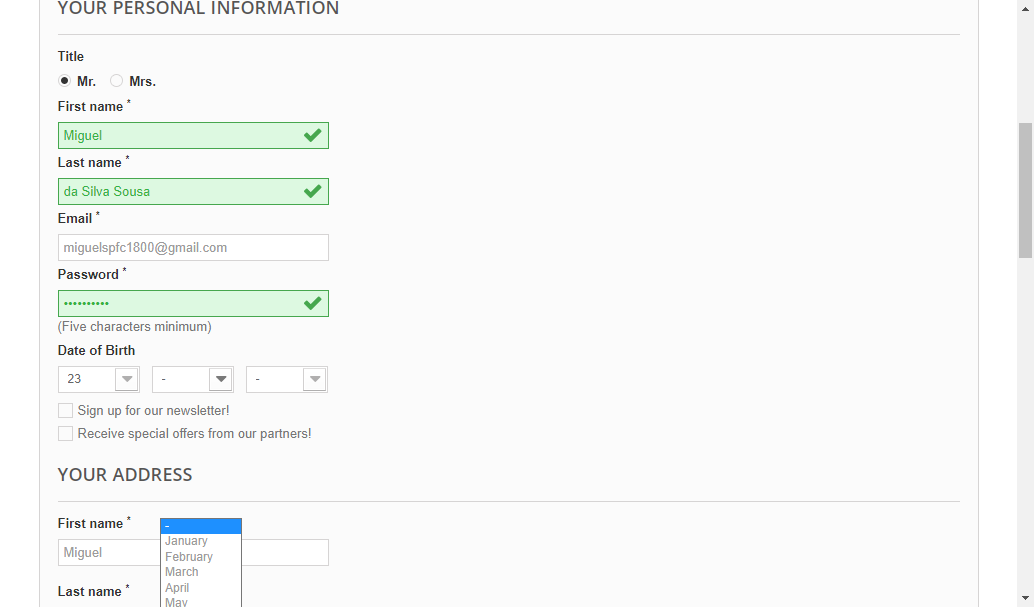 YOUR PERSONAL INFORMATION
Title
Mr. Mrs.
First name *
Miguel
Last name *
da Silva Sousa
Email *
miguelspfc1800@gmail.com
Password *
••••••••••
(Five characters minimum)
Date of Birth
23 - -
Sign up for our newsletter!
Receive special offers from our partners!
YOUR ADDRESS
First name *
-
January
Miguel
February
March
April
Last name *
May